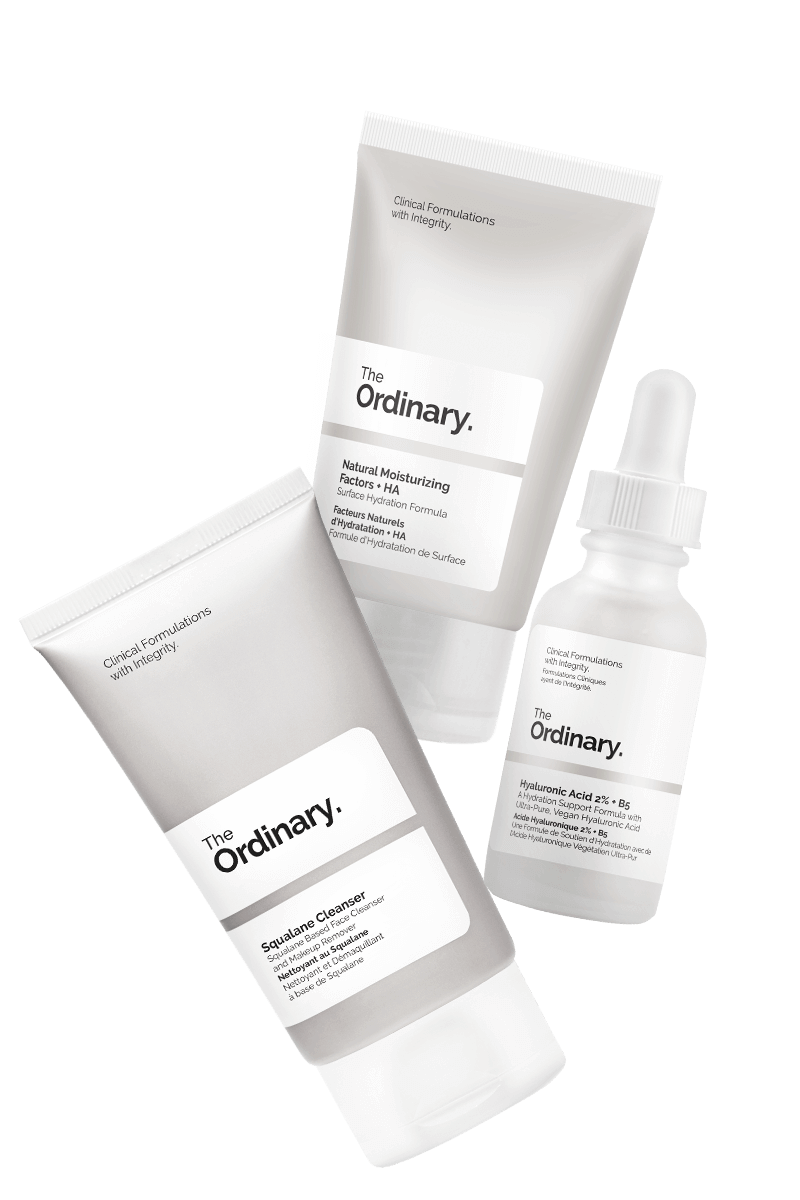 Clinical Formulations
with Integrity.
The
Ordinary.
Natural Moisturizing
Factors + HA
Surface Hydration Formula
Facteurs Naturels
d'Hydratation + HA
Formule d'Hydratation de Surface
Clinical Formulations
with Integrity.
The
Ordinary.
Squalane Cleanser
Squalane Based Face Cleanser
and Makeup Remover
Nettoyant au Squalane
Nettoyant et Démaquillant
à base de Squalane
Clinical Formulations
with Integrity.
Formulations Cliniques
ayant de l'Intégrité.
The
Ordinary.
Hyaluronic Acid 2% + B5
A Hydration Support Formula with
Ultra-Pure, Vegan Hyaluronic Acid
Acide Hyaluronique 2% + B5
Une Formule de Soutien d'Hydratation avec de
l'Acide Hyaluronique Végétalien Ultra-Pur